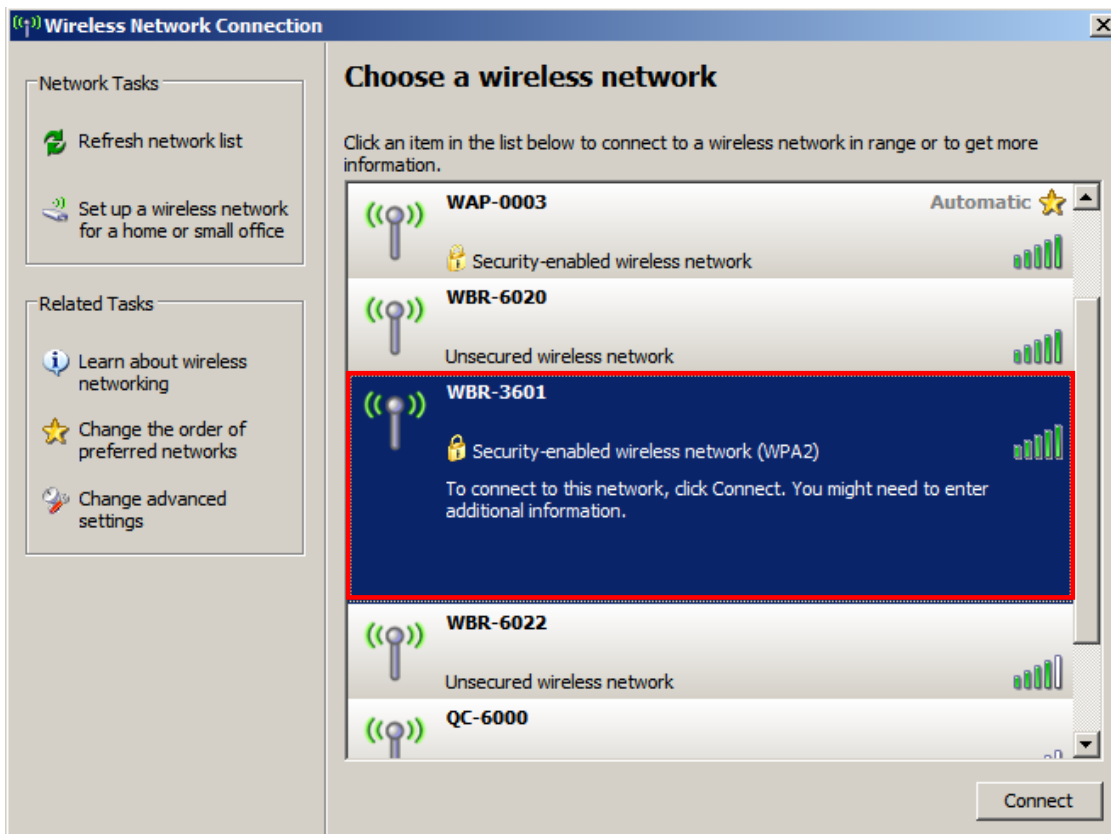 Wireless Network Connection
Network Tasks
Refresh network list
Set up a wireless network
for a home or small office
Related Tasks
Learn about wireless
networking
Change the order of
preferred networks
Change advanced
settings
Choose a wireless network
Click an item in the list below to connect to a wireless network in range or to get more
information.
WAP-0003 Automatic
Security-enabled wireless network
WBR-6020
Unsecured wireless network
WBR-3601
Security-enabled wireless network (WPA2)
To connect to this network, click Connect. You might need to enter
additional information.
WBR-6022
Unsecured wireless network
QC-6000
Connect